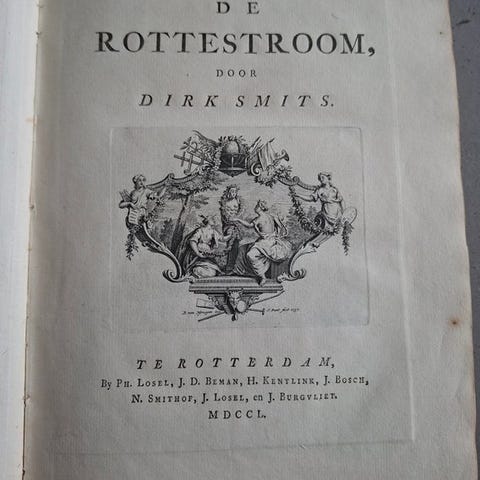 DE
ROTTESTROOM,
DOOR
DIRK SMITS.
TE ROTTERDAM,
By PH. LOSEL, J. D. BEMAN, H. KENTLINK, J. BOSCH,
N. SMITHOF, J. LOSEL, en J. BURGVLIET.
MDCCL.